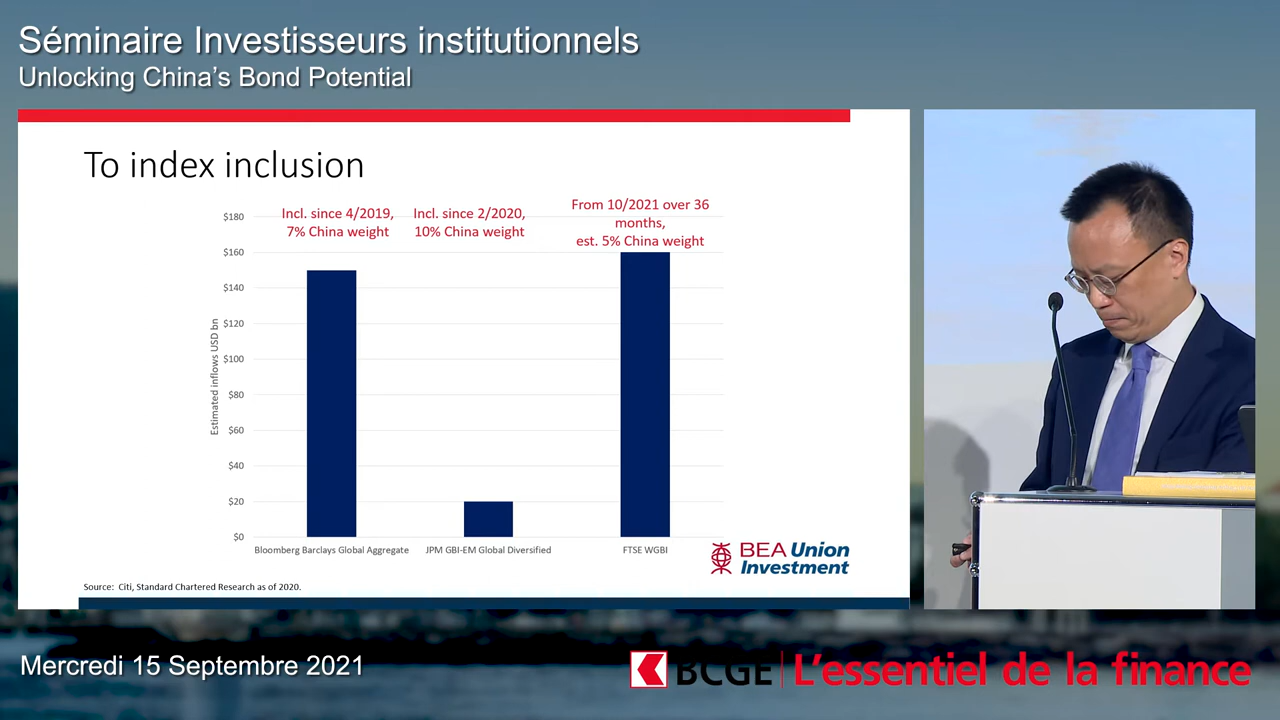 Séminaire Investisseurs institutionnels
Unlocking China's Bond Potential
To index inclusion
Incl. since 4/2019,
7% China weight
Incl. since 2/2020,
10% China weight
From 10/2021 over 36
months,
est. 5% China weight
Estimated inflows USD bn
$180
$160
$140
$120
$100
$80
$60
$40
$20
$0
Bloomberg Barclays Global Aggregate
JPM GBI-EM Global Diversified
FTSE WGBI
BEA Union
Investment
Source: Citi, Standard Chartered Research as of 2020.
Mercredi 15 Septembre 2021
BCGE
L'essentiel de la finance